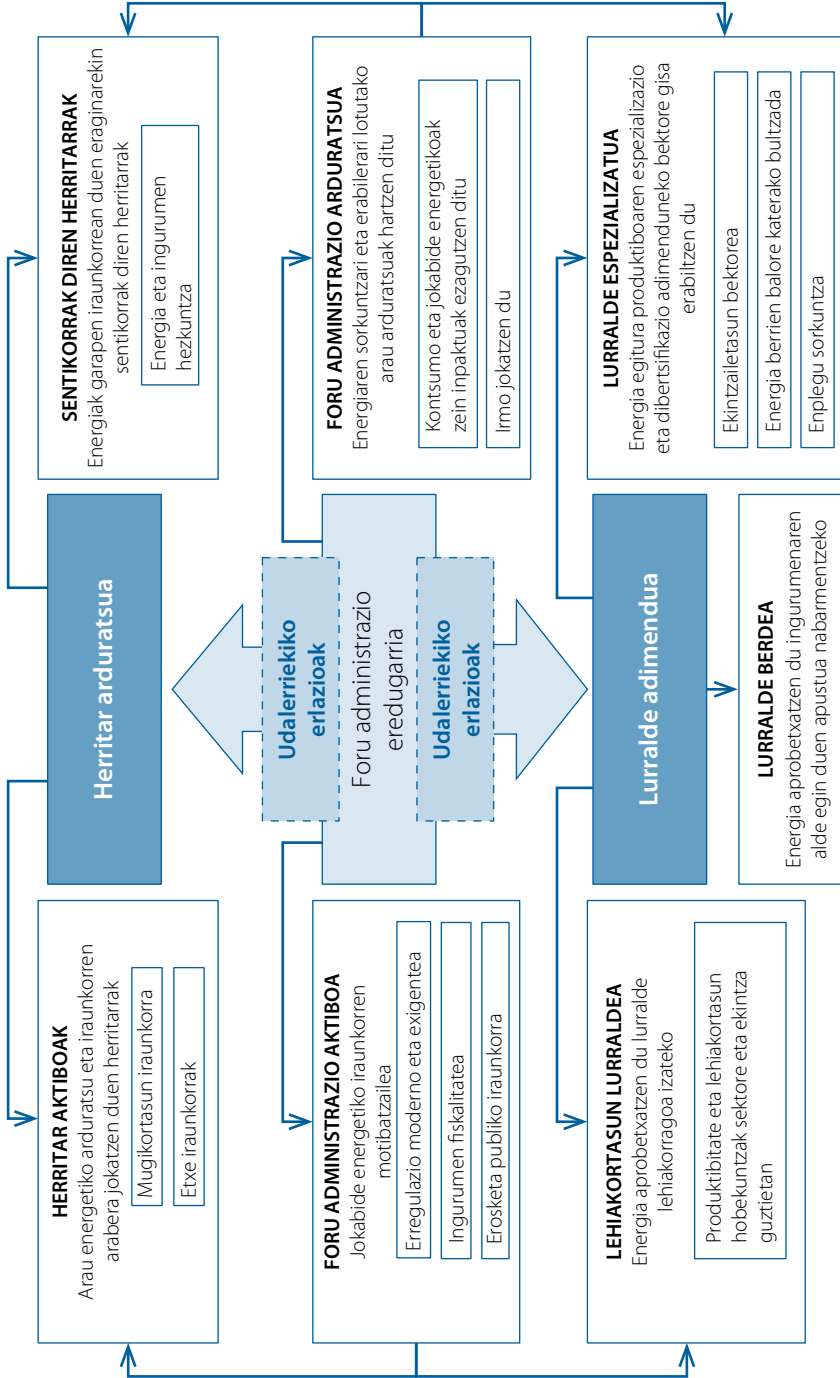 HERRITAR AKTIBOAK
Arau energetiko arduratsu eta iraunkorren
arabera jokatzen duen herritarrak
Mugikortasun iraunkorra
Etxe iraunkorrak
Herritar arduratsua
SENTIKORRAK DIREN HERRITARRAK
Energiak garapen iraunkorrean duen eraginarekin
sentikorrak diren herritarrak
Energia eta ingurumen
hezkuntza
FORU ADMINISTRAZIO AKTIBOA
Jokabide energetiko iraunkorren
motibatzailea
Erregulazio moderno eta exigentea
Ingurumen fiskalitatea
Erosketa publiko iraunkorra
Udalerriekiko
erlazioak
Foru administrazio
eredugarria
Udalerriekiko
erlazioak
FORU ADMINISTRAZIO ARDURATSUA
Energiaren sorkuntzari eta erabilerari lotutako
arau arduratsuak hartzen ditu
Kontsumo eta jokabide energetikoak
zein inpaktuak ezagutzen ditu
Irmo jokatzen du
LEHIAKORTASUN LURRALDEA
Energia aprobetxatzen du lurralde
lehiakorragoa izateko
Produktibitate eta lehiakortasun
hobekuntzak sektore eta ekintza
guztietan
Lurralde adimendua
LURRALDE BERDEA
Energia aprobetxatzen du ingurumenaren
alde egin duen apustua nabarmentzeko
LURRALDE ESPEZIALIZATUA
Energia egitura produktiboaren espezializazio
eta dibertsifikazio adimenduneko bektore gisa
erabiltzen du
Ekintzailetasun bektorea
Energia berrien balore katerako bultzada
Enplegu sorkuntza